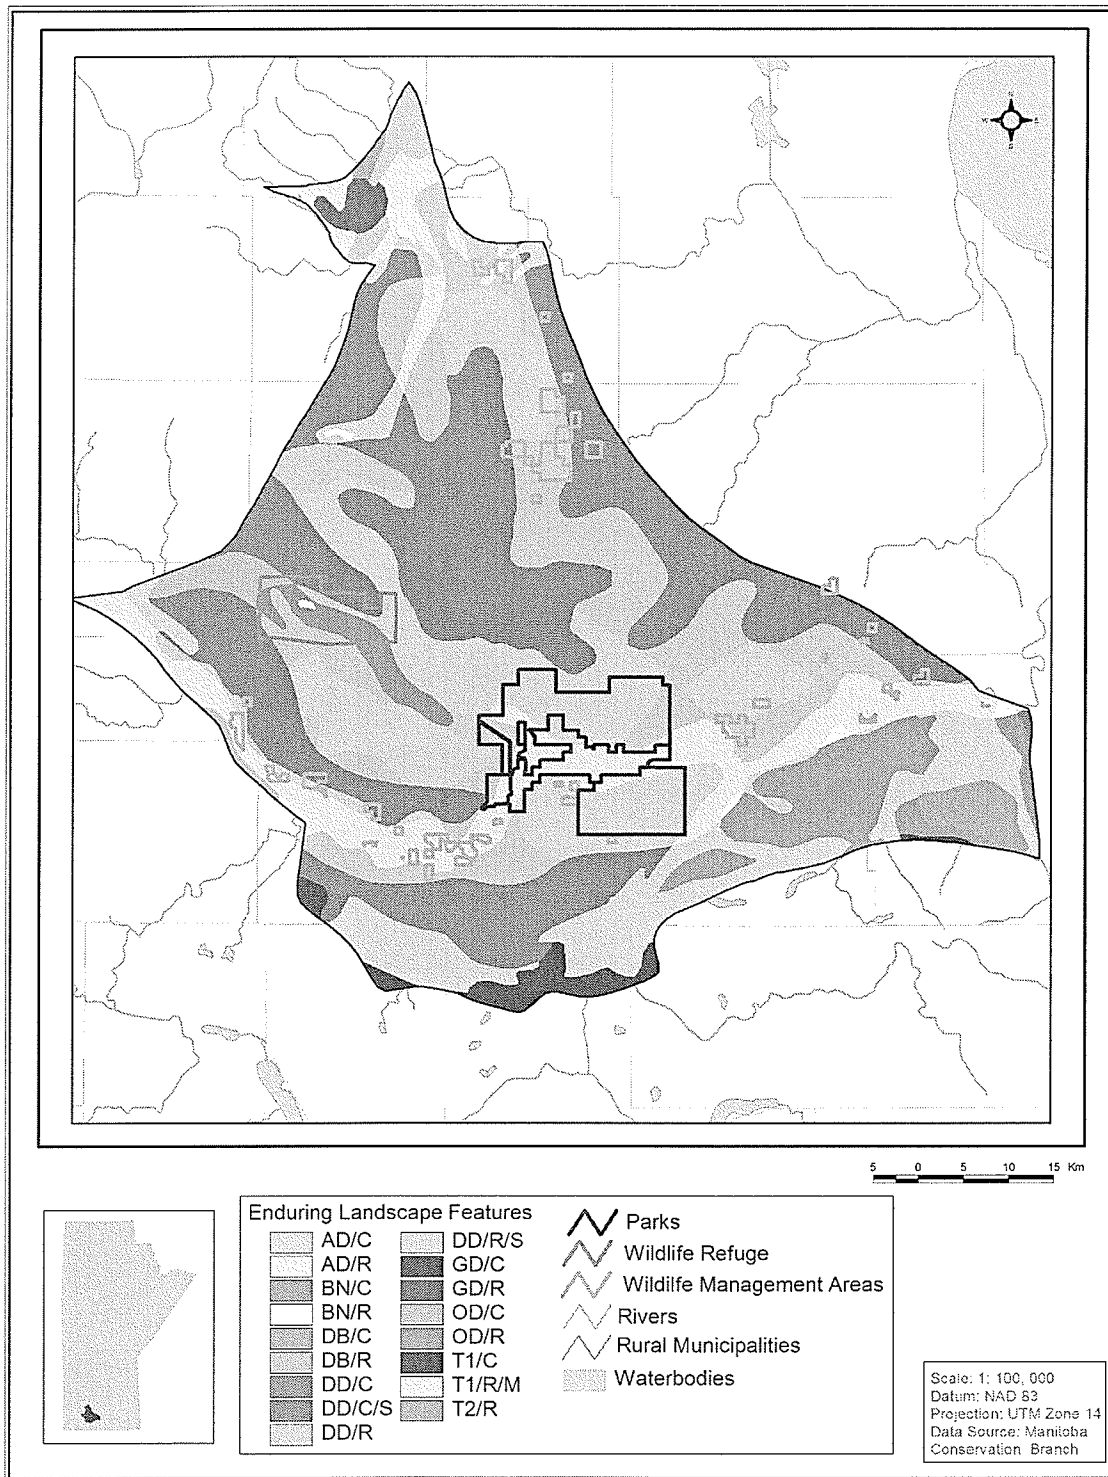 N
W
S
5 0 5 10 15 Km
Enduring Landscape Features
AD/C
AD/R
BN/C
BN/R
DB/C
DB/R
DD/C
DD/C/S
DD/R
DD/R/S
GD/C
GD/R
OD/C
OD/R
T1/C
T1/R/M
T2/R
Parks
Wildlife Refuge
Wildilfe Management Areas
Rivers
Rural Municipalities
Waterbodies
Scale: 1: 100, 000
Datum: NAD 83
Projection: UTM Zone 14
Data Source: Manitoba
Conservation Branch